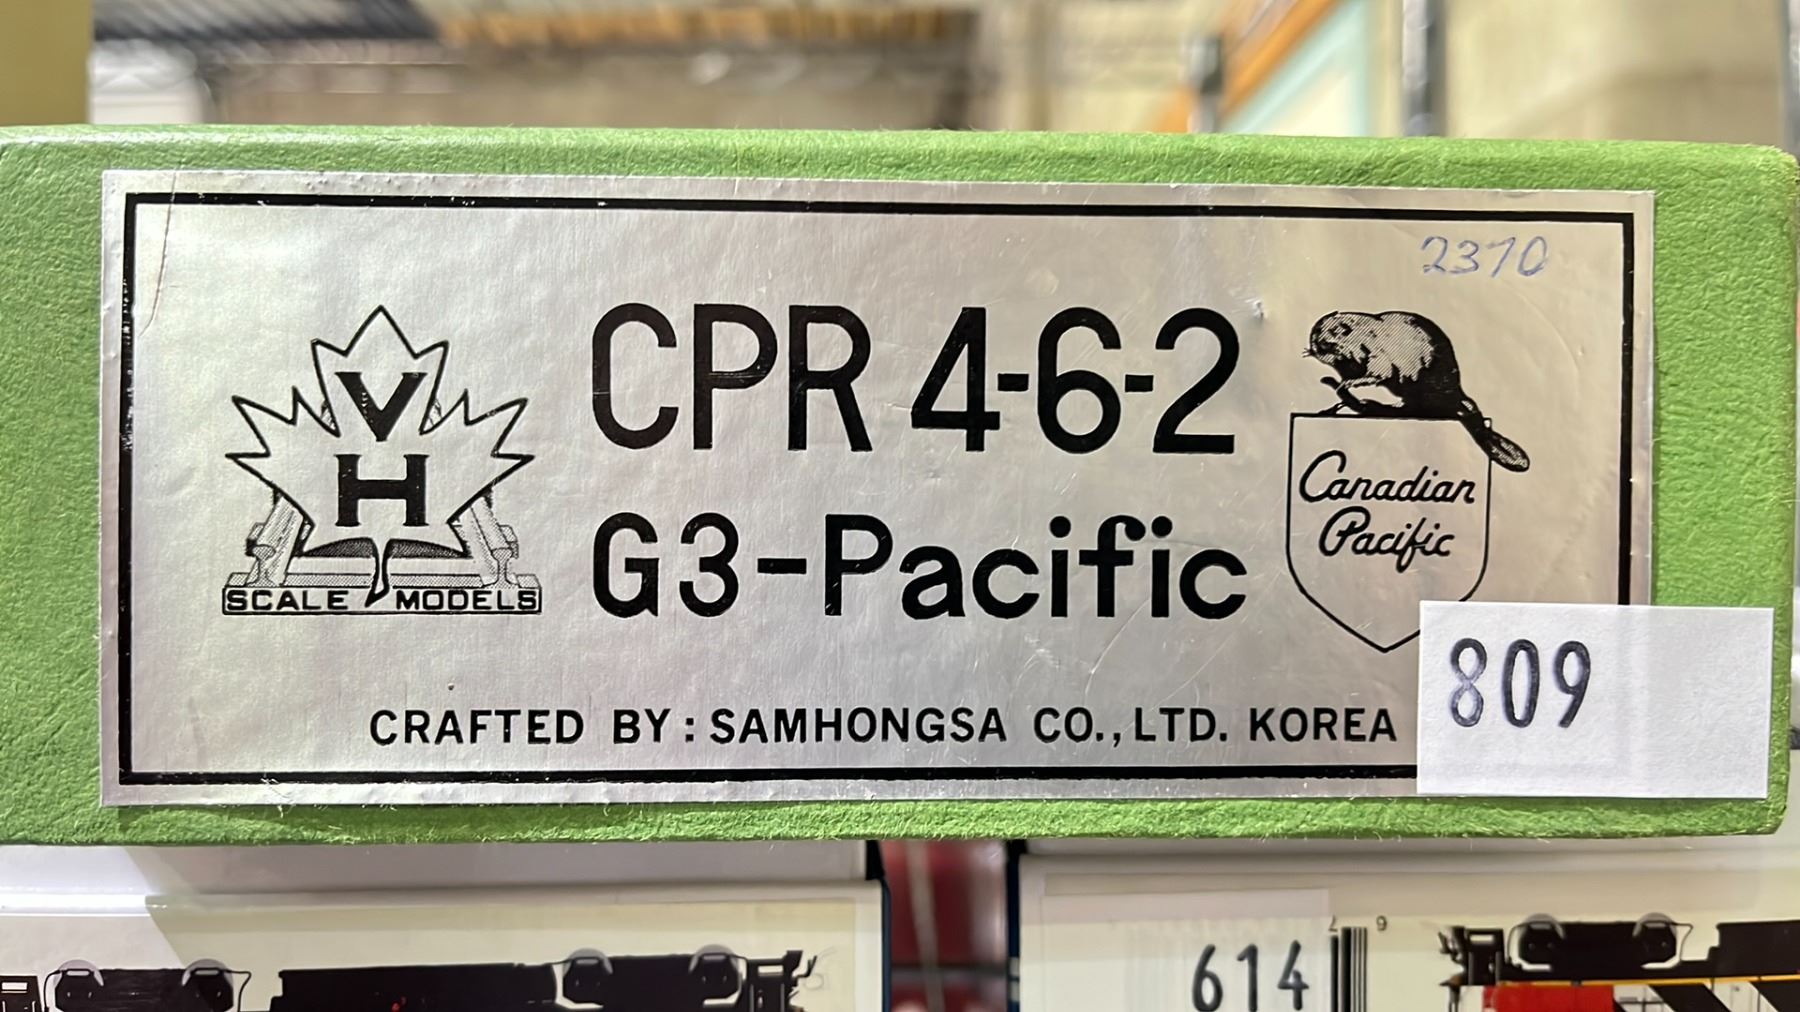 2370
V
H
SCALE MODELS
CPR 4-6-2
G3-Pacific
Canadian
Pacific
CRAFTED BY: SAMHONGSA CO., LTD. KOREA
809
614
9